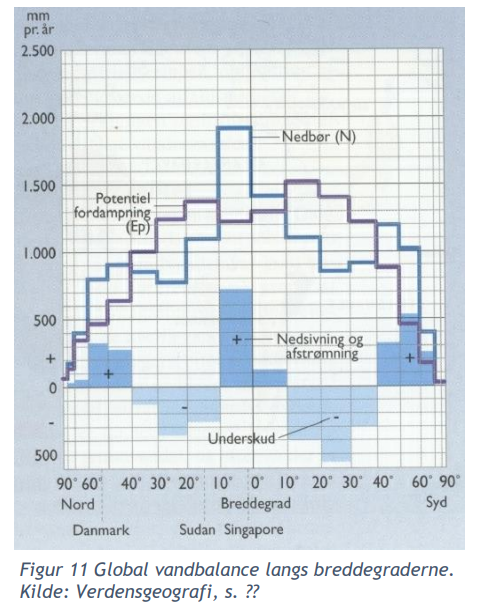 mm
pr. år
2.500
2.000
1.500
1.000
500
+
0
-
500
Nedbør (N)
Potentiel
fordampning
(Ep)
+
+
Nedsivning og
afstrømning
+
-
-
Underskud
90° 60° 40° 30° 20° 10° 0° 10° 20° 30° 40° 60° 90°
Nord Breddegrad Syd
Danmark Sudan Singapore
Figur 11 Global vandbalance langs breddegraderne.
Kilde: Verdensgeografi, s. ??